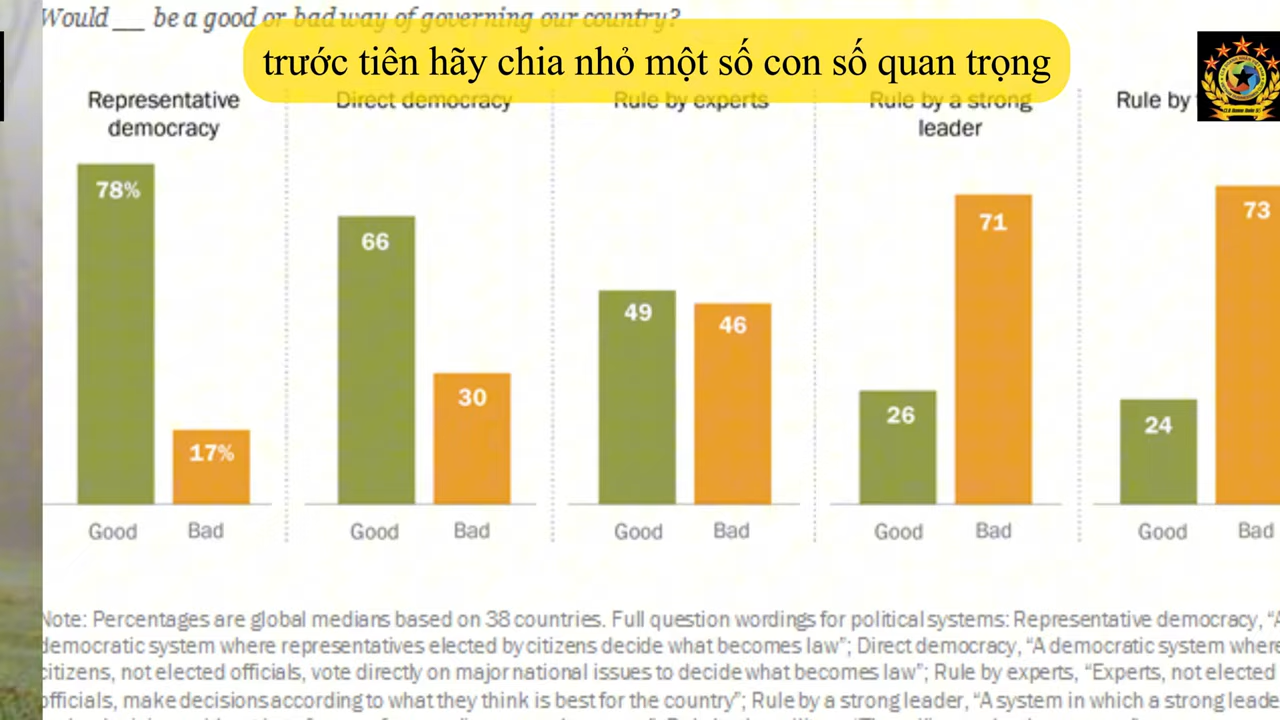 Would __ be a good or bad way of governing our country?
trước tiên hãy chia nhỏ một số con số quan trọng
Representative
democracy
Direct democracy
Rule by experts
Rule by a strong
leader
Rule by
78%
17%
66
30
49
46
26
71
24
73
Good Bad Good Bad Good Bad Good Bad Good Bad
Note: Percentages are global medians based on 38 countries. Full question wordings for political systems: Representative democracy, “A
democratic system where representatives elected by citizens decide what becomes law”; Direct democracy, “A democratic system where
citizens, not elected officials, vote directly on major national issues to decide what becomes law”; Rule by experts, “Experts, not elected
officials, make decisions according to what they think is best for the country”; Rule by a strong leader, “A system in which a strong leade